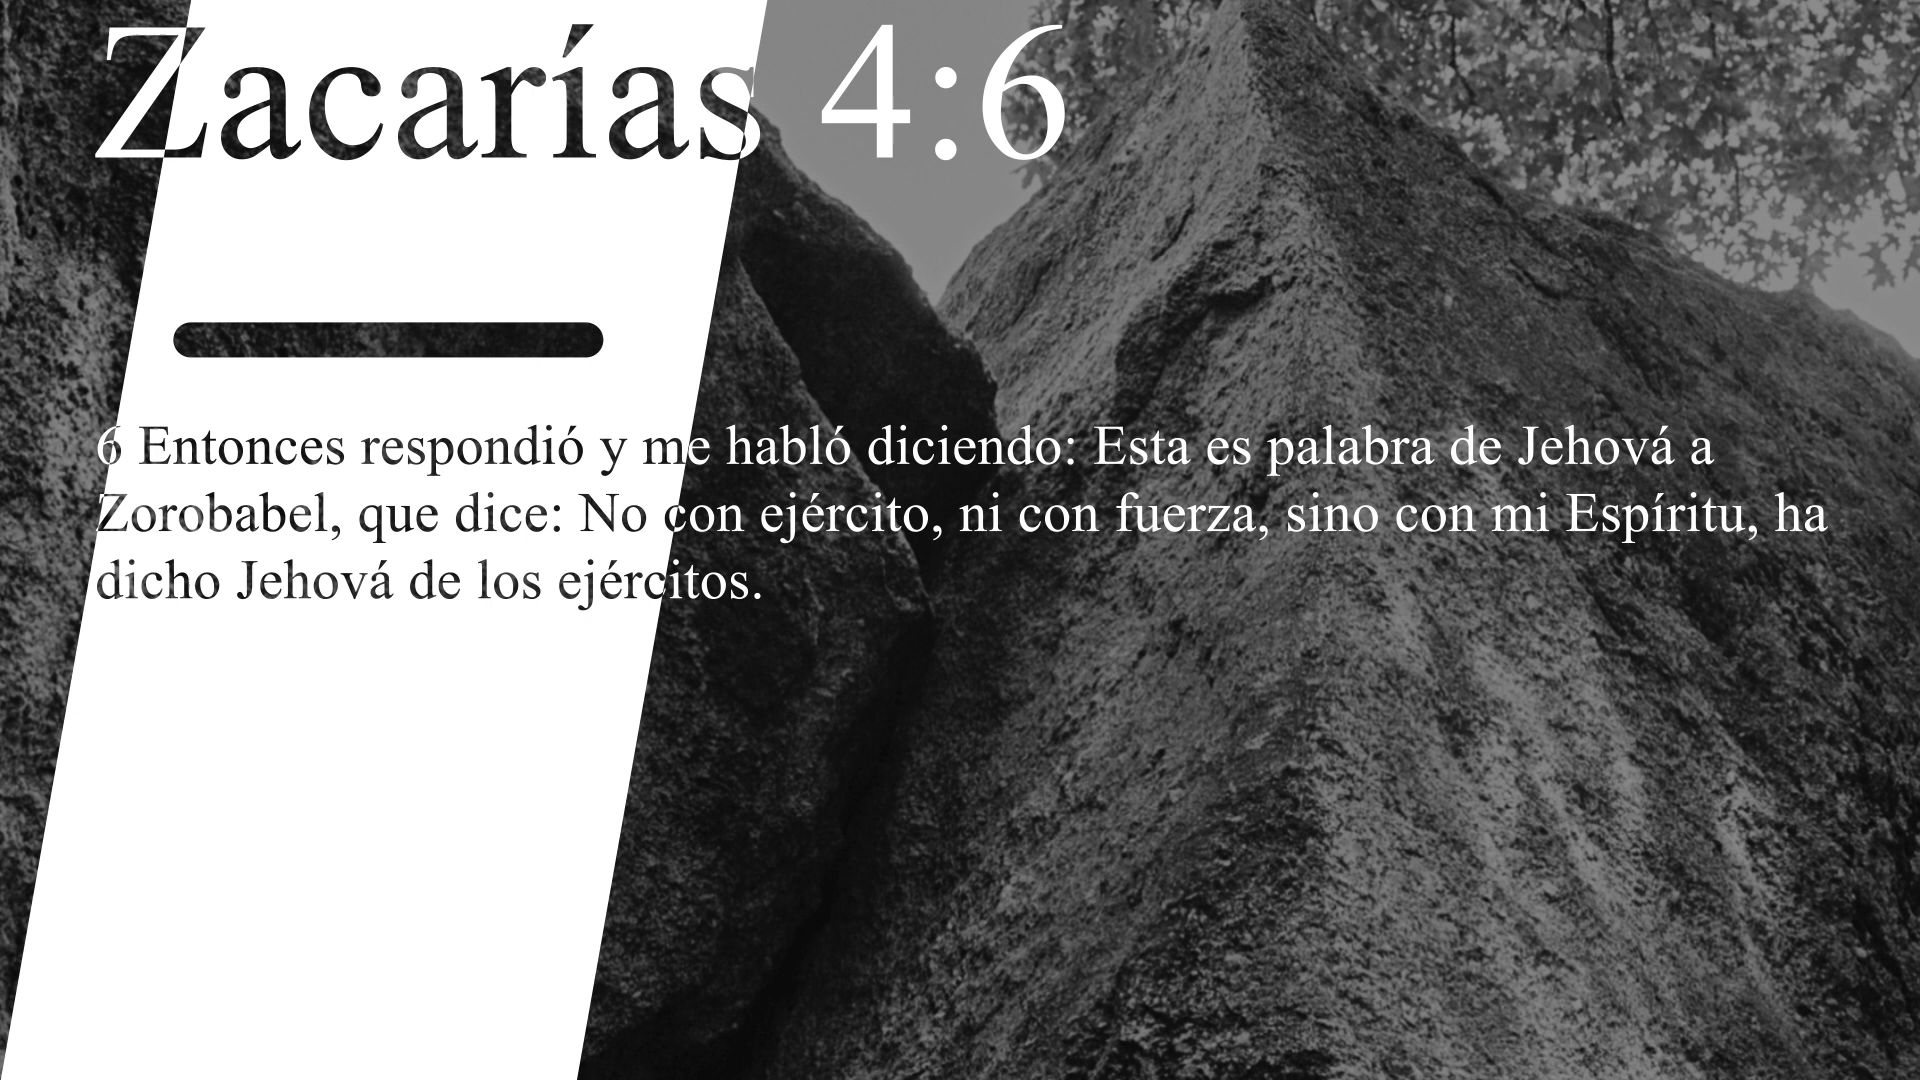 Zacarías 4:6
6 Entonces respondió y me habló diciendo: Esta es palabra de Jehová a
Zorobabel, que dice: No con ejército, ni con fuerza, sino con mi Espíritu, ha
dicho Jehová de los ejércitos.